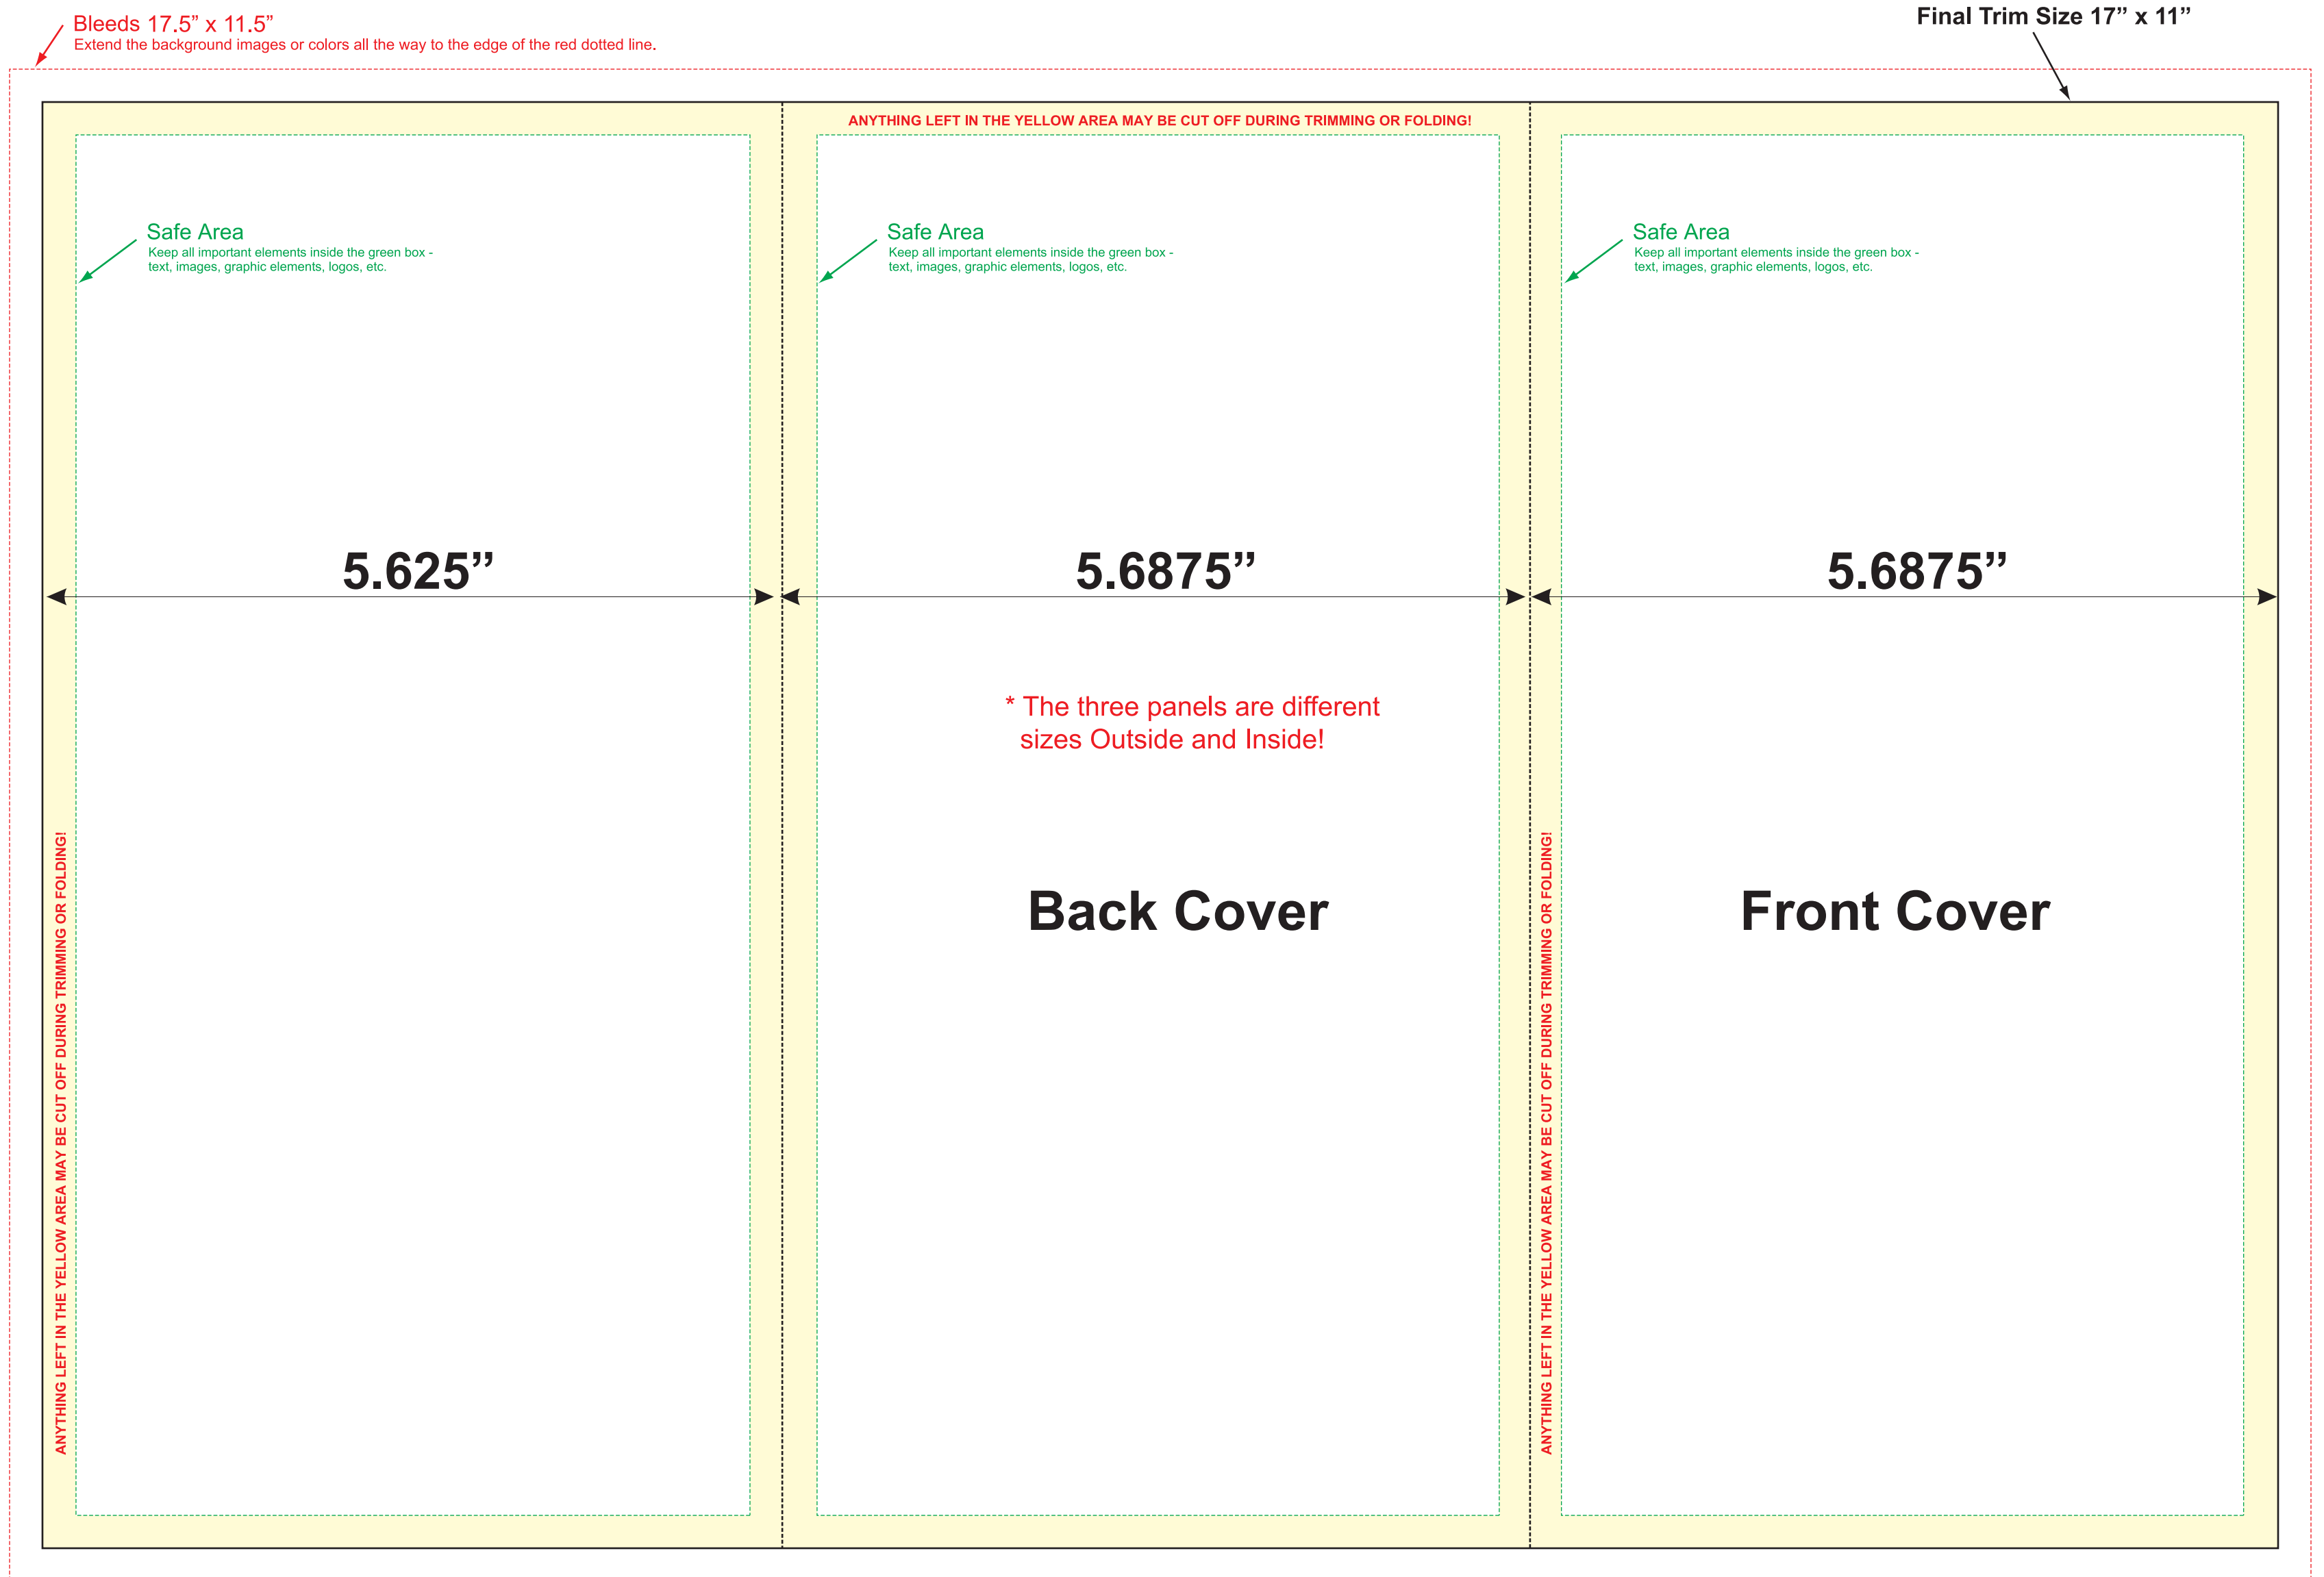 Bleeds 17.5” x 11.5”
Extend the background images or colors all the way to the edge of the red dotted line.
Final Trim Size 17” x 11”
ANYTHING LEFT IN THE YELLOW AREA MAY BE CUT OFF DURING TRIMMING OR FOLDING!
Safe Area
Keep all important elements inside the green box -
text, images, graphic elements, logos, etc.
Safe Area
Keep all important elements inside the green box -
text, images, graphic elements, logos, etc.
Safe Area
Keep all important elements inside the green box -
text, images, graphic elements, logos, etc.
5.625”
5.6875”
5.6875”
* The three panels are different
sizes Outside and Inside!
ANYTHING LEFT IN THE YELLOW AREA MAY BE CUT OFF DURING TRIMMING OR FOLDING!
Back Cover
ANYTHING LEFT IN THE YELLOW AREA MAY BE CUT OFF DURING TRIMMING OR FOLDING!
Front Cover